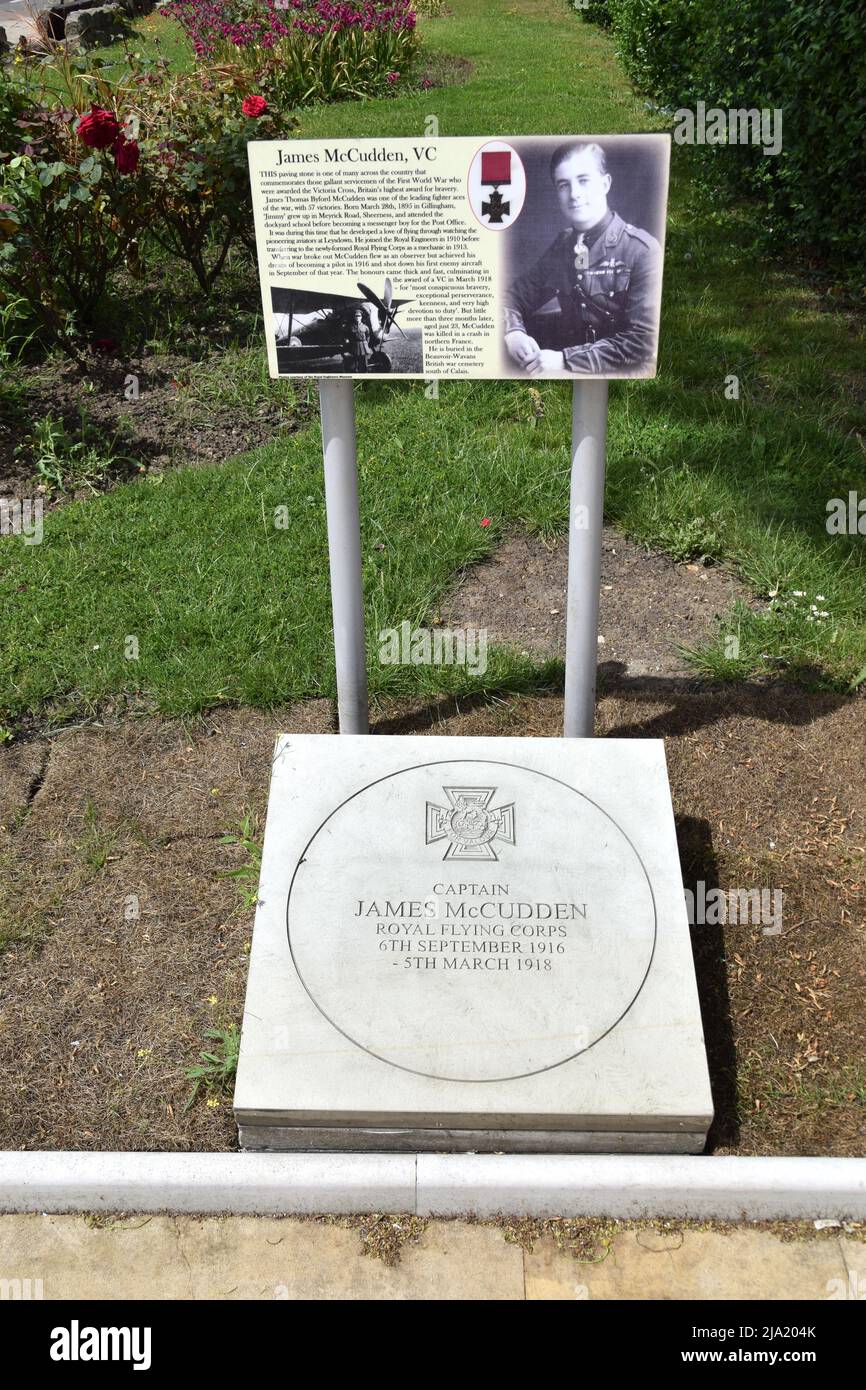 James McCudden, VC
THIS paving stone is one of many across the country that
commemorates those gallant servicemen of the First World War who
were awarded the Victoria Cross, Britain's highest award for bravery.
James Thomas Byford McCudden was one of the leading fighter aces
of the war, with 57 victories. Born March 28th, 1895 in Gillingham,
'Jimmy' grew up in Meyrick Road, Sheerness, and attended the
dockyard school before becoming a messenger boy for the Post Office.
It was during this time that he developed a love of flying through watching the
pioneering aviators at Leysdown. He joined the Royal Engineers in 1910 before
transferring to the newly-formed Royal Flying Corps as a mechanic in 1913.
When war broke out McCudden flew as an observer but achieved his
dream of becoming a pilot in 1916 and shot down his first enemy aircraft
in September of that year. The honours came thick and fast, culminating in
the award of a VC in March 1918
- for 'most conspicuous bravery,
exceptional perserverance,
keenness, and very high
devotion to duty'. But little
more than three months later,
aged just 23, McCudden
was killed in a crash in
northern France.
He is buried in the
Beauvoir-Wavans
British war cemetery
south of Calais.
CAPTAIN
JAMES McCUDDEN
ROYAL FLYING CORPS
6TH SEPTEMBER 1916
- 5TH MARCH 1918
alamy
Image ID: 2JA204K
www.alamy.com